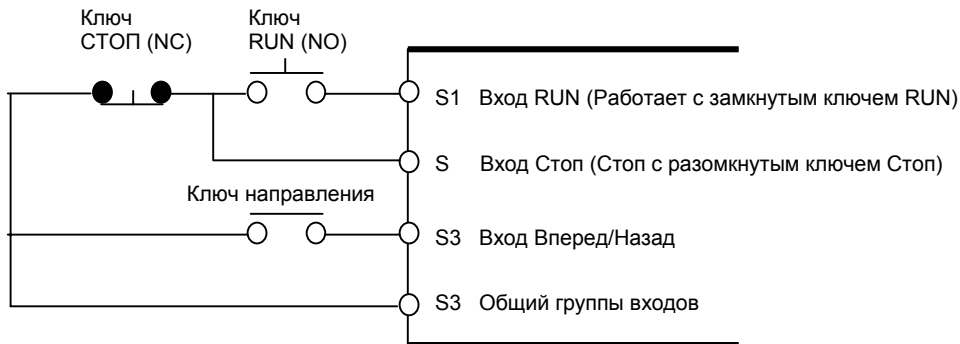 Ключ
СТОП (NC)
Ключ
RUN (NO)
S1 Вход RUN (Работает с замкнутым ключем RUN)
S Вход Стоп (Стоп с разомкнутым ключем Стоп)
Ключ направления
S3 Вход Вперед/Назад
S3 Общий группы входов